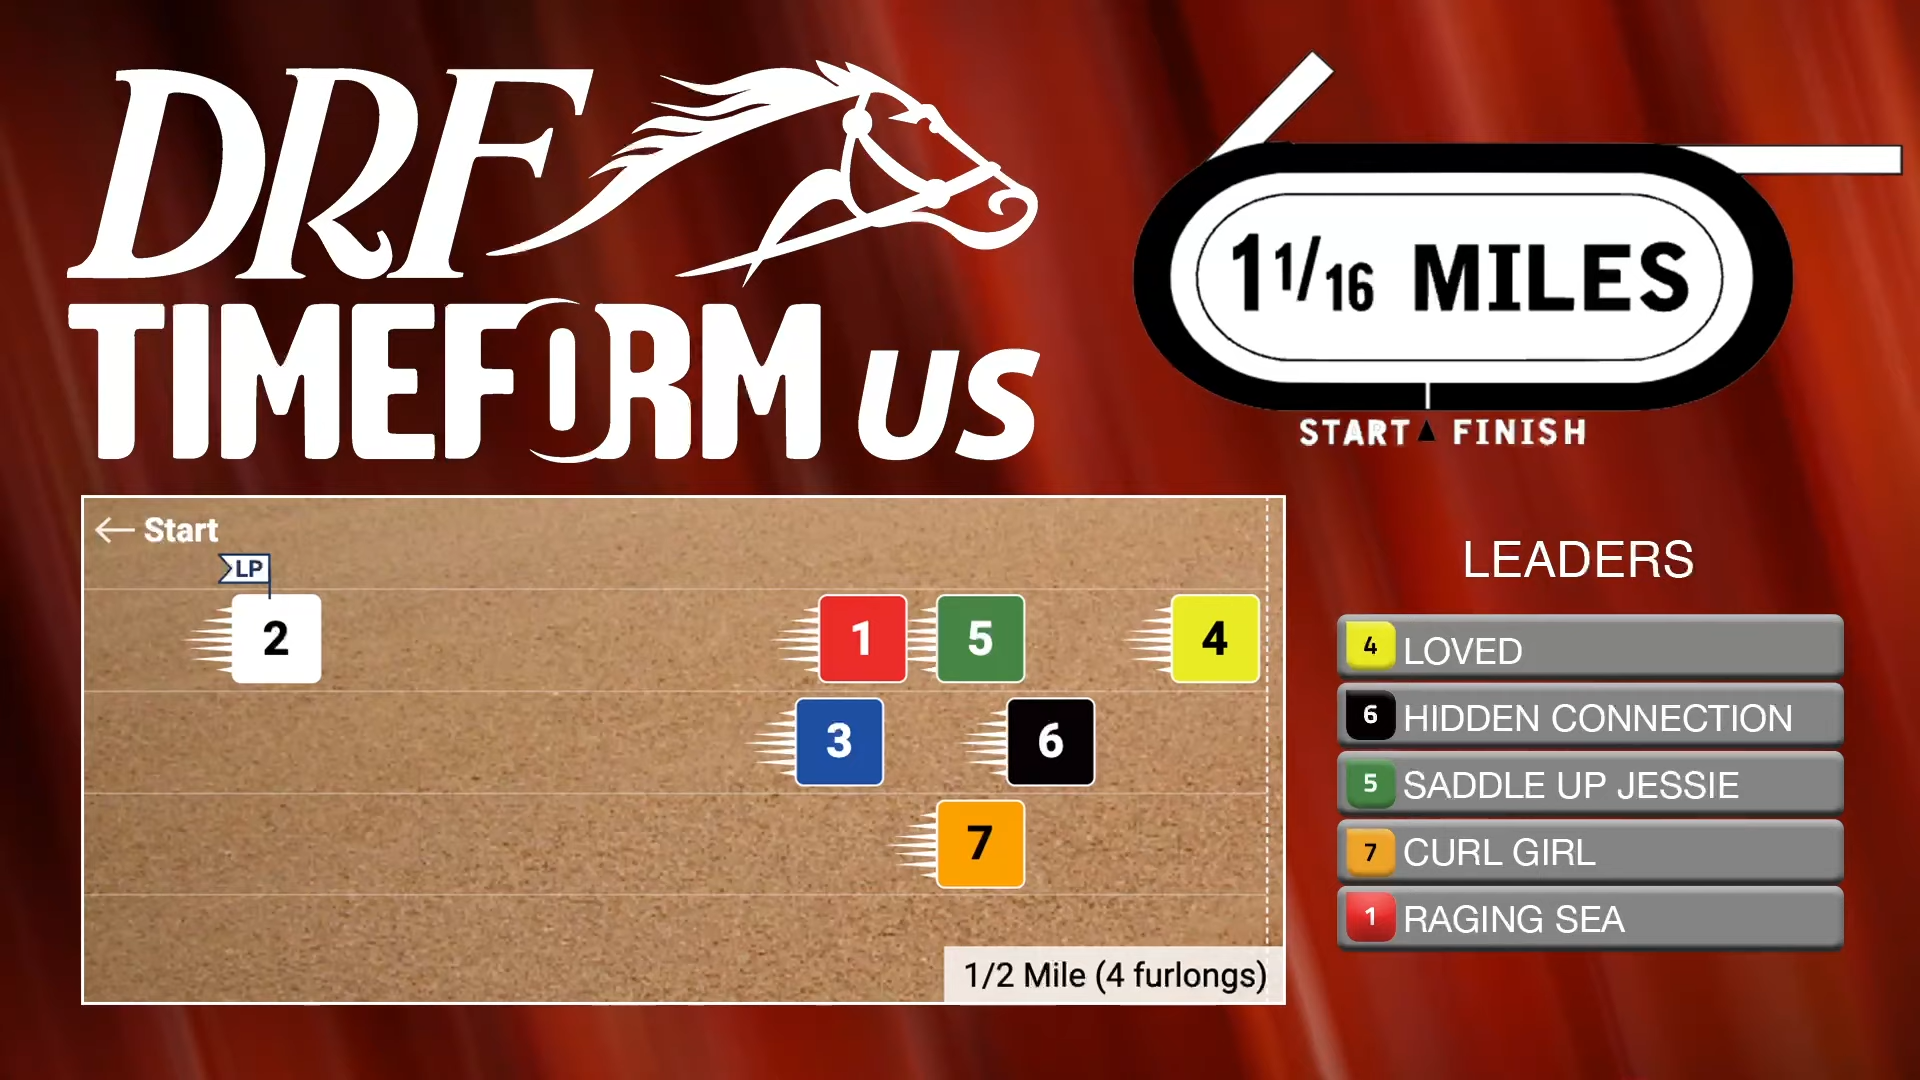 DRF
TIMEFORM US
1 1/16 MILES
START FINISH
← Start
LP
2
1
5
4
3
6
7
1/2 Mile (4 furlongs)
LEADERS
4 LOVED
6 HIDDEN CONNECTION
5 SADDLE UP JESSIE
7 CURL GIRL
1 RAGING SEA